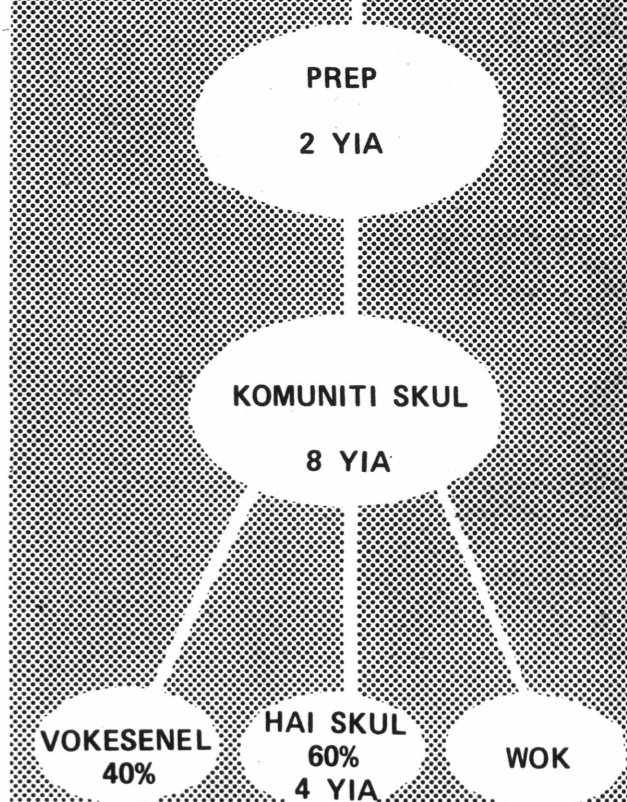 PREP
2 YIA
KOMUNITI SKUL
8 YIA
VOKESENEL
40%
HAI SKUL
60%
4 YIA
WOK